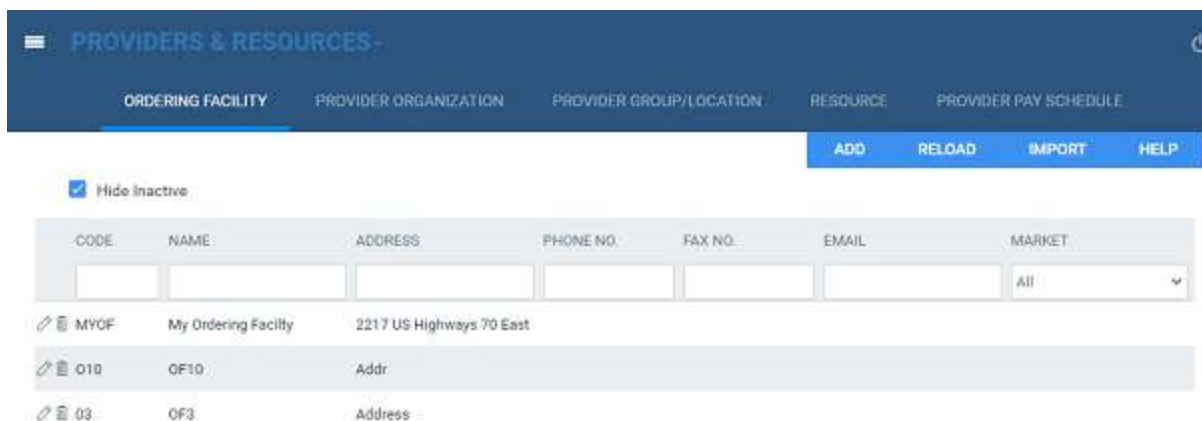 PROVIDERS & RESOURCES -
ORDERING FACILITY PROVIDER ORGANIZATION PROVIDER GROUP/LOCATION RESOURCE PROVIDER PAY SCHEDULE
ADD RELOAD IMPORT HELP
Hide Inactive
CODE NAME ADDRESS PHONE NO. FAX NO. EMAIL MARKET
All
MYOF My Ordering Facilty 2217 US Highways 70 East
O10 OF10 Addr
03 OF3 Address